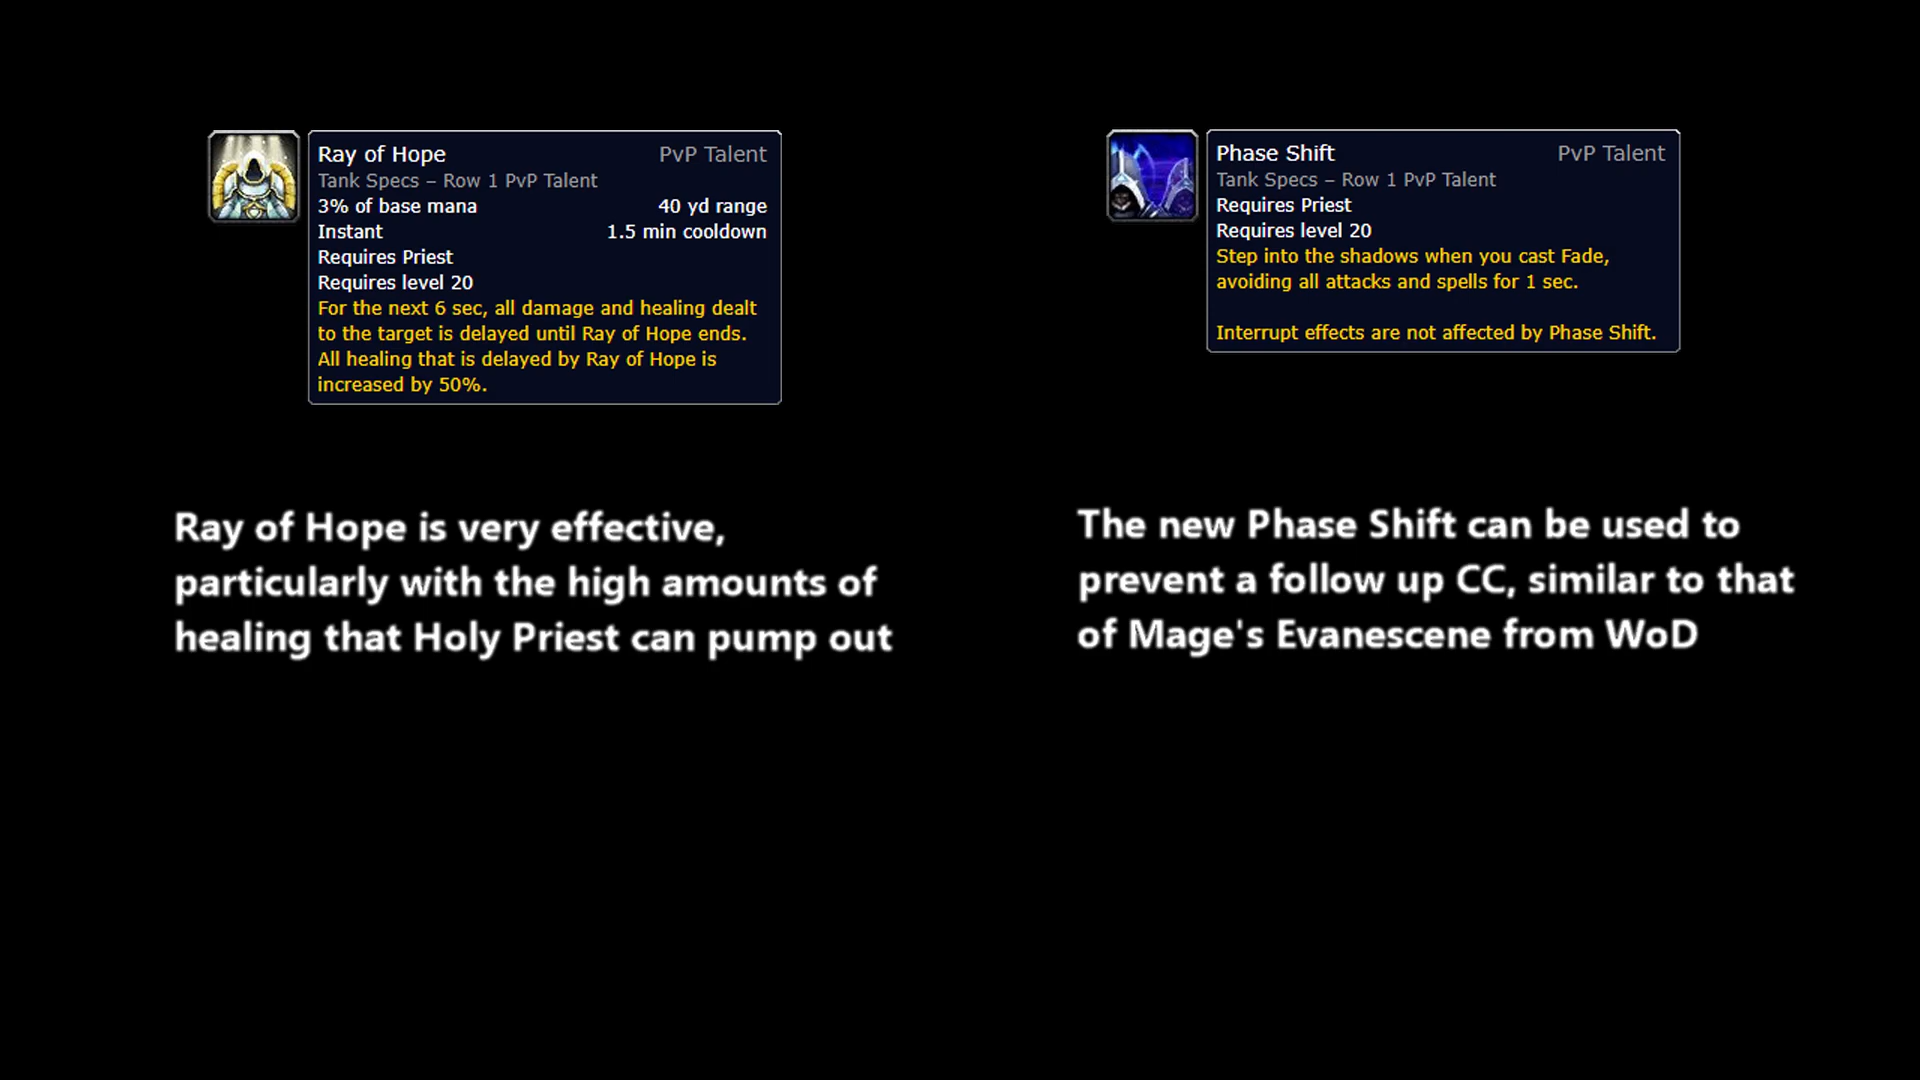 Ray of Hope PvP Talent
Tank Specs – Row 1 PvP Talent
3% of base mana 40 yd range
Instant 1.5 min cooldown
Requires Priest
Requires level 20
For the next 6 sec, all damage and healing dealt
to the target is delayed until Ray of Hope ends.
All healing that is delayed by Ray of Hope is
increased by 50%.
Ray of Hope is very effective,
particularly with the high amounts of
healing that Holy Priest can pump out
Phase Shift PvP Talent
Tank Specs – Row 1 PvP Talent
Requires Priest
Requires level 20
Step into the shadows when you cast Fade,
avoiding all attacks and spells for 1 sec.
Interrupt effects are not affected by Phase Shift.
The new Phase Shift can be used to
prevent a follow up CC, similar to that
of Mage's Evanescene from WoD